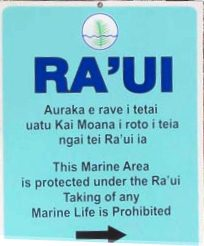 RA'UI
Auraka e rave i tetai
uatu Kai Moana i roto i teia
ngai tei Ra'ui ia
This Marine Area
is protected under the Ra'ui
Taking of any
Marine Life is Prohibited